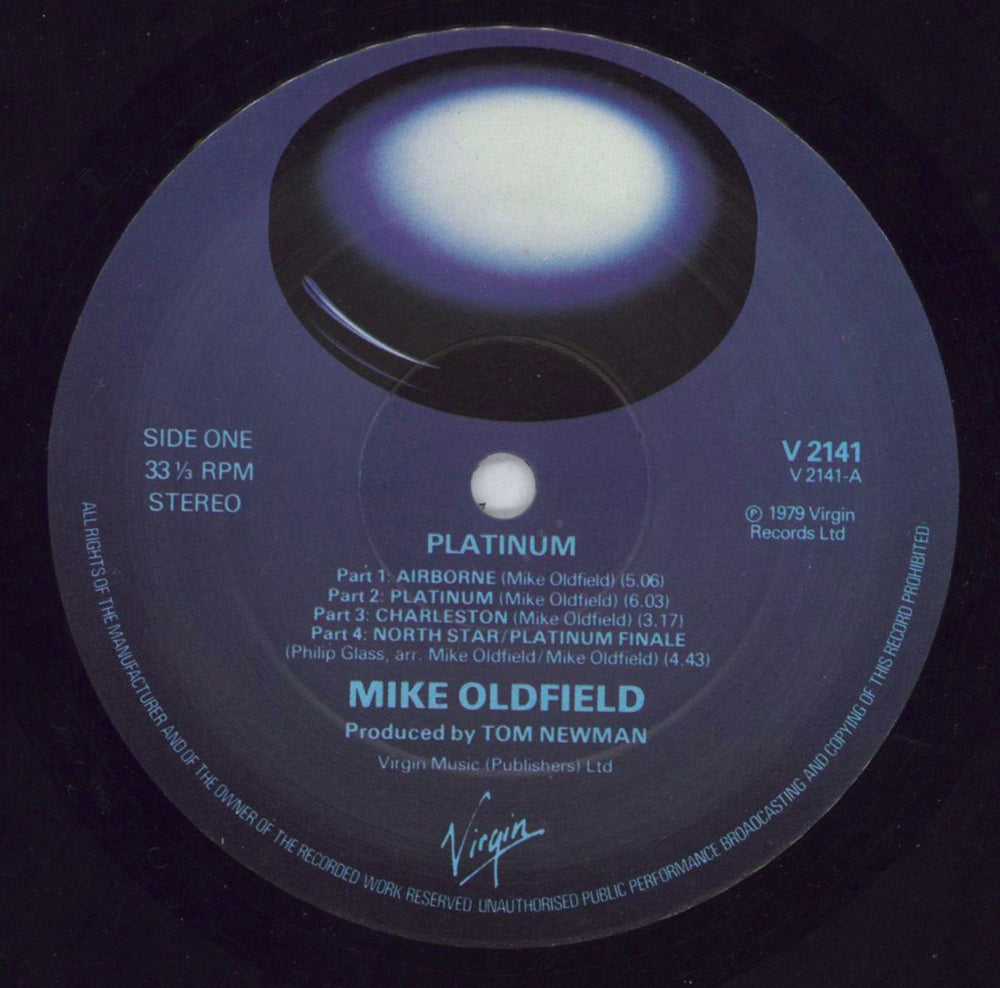 SIDE ONE
33 ⅓ RPM
STEREO
V 2141
V 2141-A
℗ 1979 Virgin
Records Ltd
PLATINUM
Part 1: AIRBORNE (Mike Oldfield) (5.06)
Part 2: PLATINUM (Mike Oldfield) (6.03)
Part 3: CHARLESTON (Mike Oldfield) (3.17)
Part 4: NORTH STAR/PLATINUM FINALE
(Philip Glass, arr. Mike Oldfield/Mike Oldfield) (4.43)
MIKE OLDFIELD
Produced by TOM NEWMAN
Virgin Music (Publishers) Ltd
Virgin
ALL RIGHTS OF THE MANUFACTURER AND OF THE OWNER OF THE RECORDED WORK RESERVED UNAUTHORISED PUBLIC PERFORMANCE BROADCASTING AND COPYING OF THIS RECORD PROHIBITED